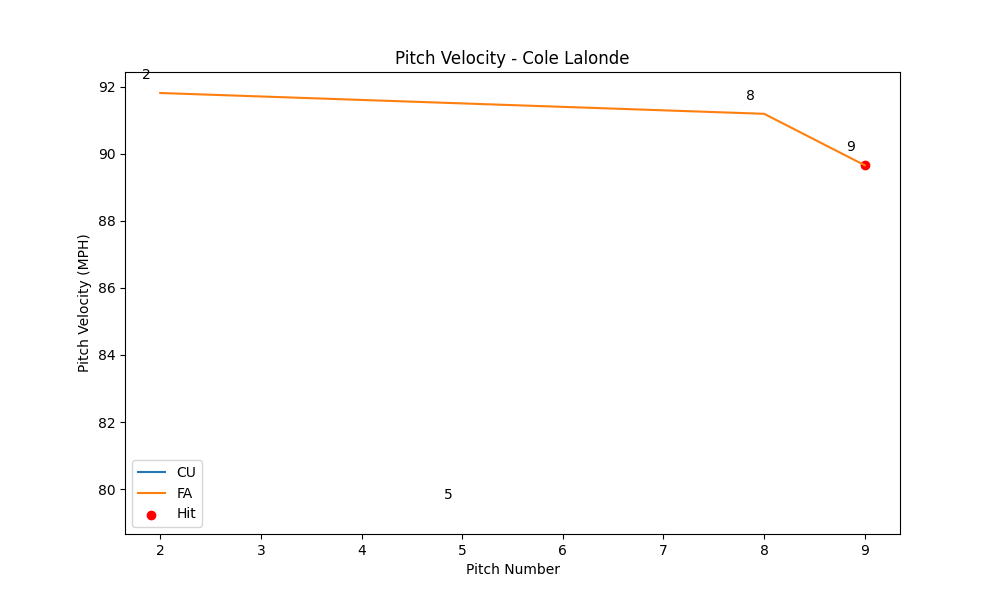 Pitch Velocity - Cole Lalonde
2
8
9
5
92
90
88
86
84
82
80
Pitch Velocity (MPH)
CU
FA
Hit
2 3 4 5 6 7 8 9
Pitch Number